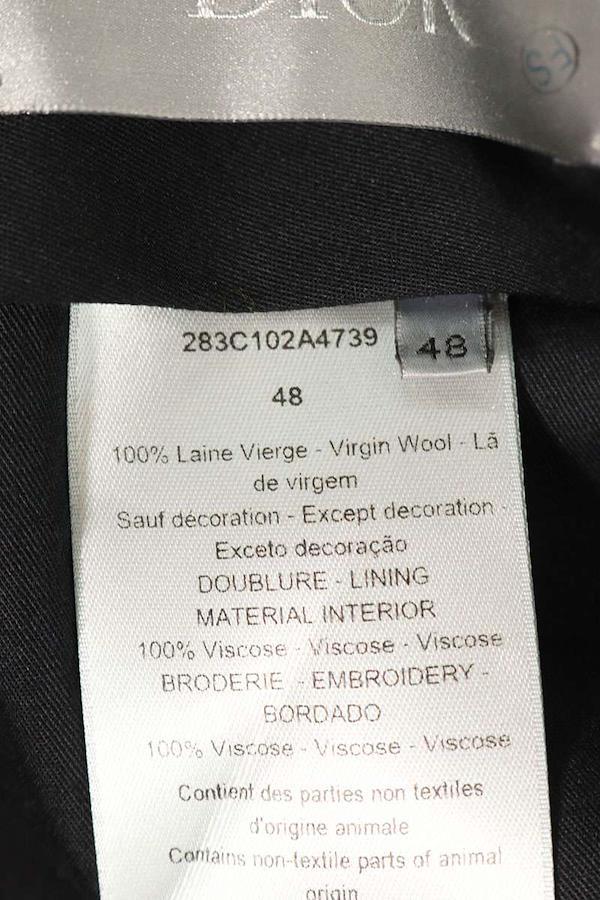 DIOR
283C102A4739
48
48
100% Laine Vierge - Virgin Wool - Lã
de virgem
Sauf décoration - Except decoration -
Exceto decoração
DOUBLURE - LINING
MATERIAL INTERIOR
100% Viscose - Viscose - Viscose
BRODERIE - EMBROIDERY -
BORDADO
100% Viscose - Viscose - Viscose
Contient des parties non textiles
d'origine animale
Contains non-textile parts of animal
origin